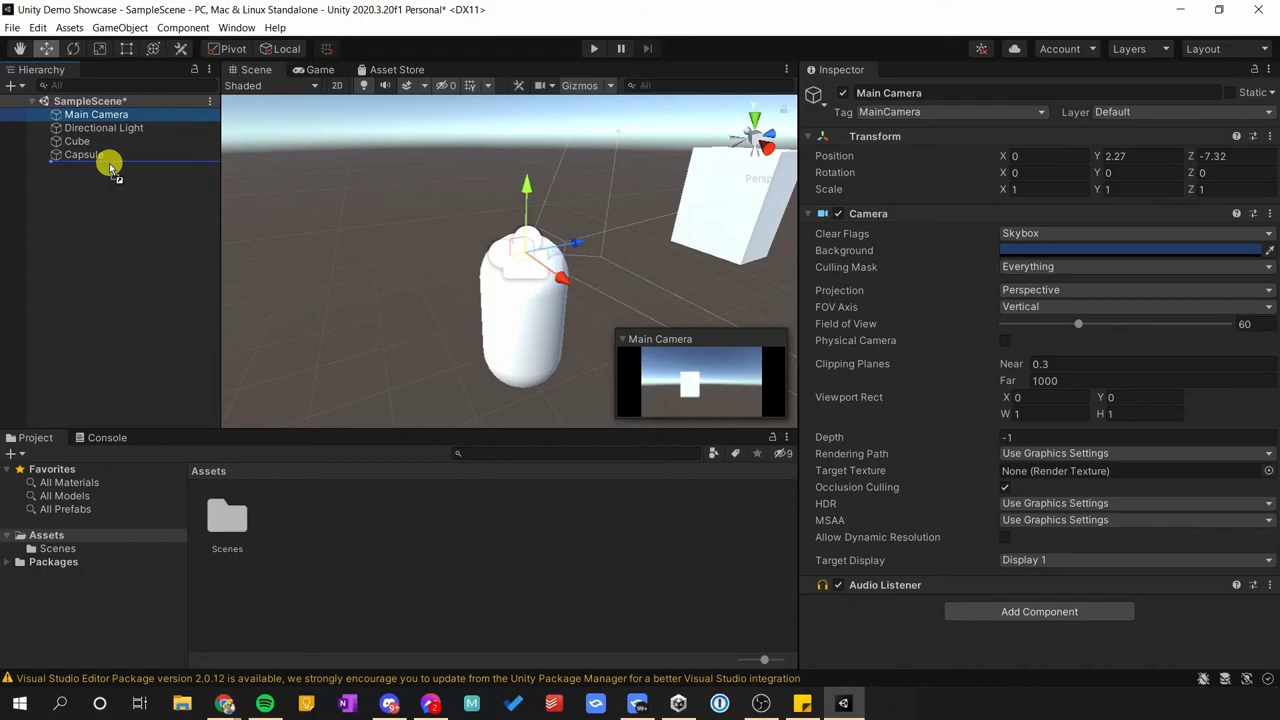 Unity Demo Showcase - SampleScene - PC, Mac & Linux Standalone - Unity 2020.3.20f1 Personal* <DX11>
File Edit Assets GameObject Component Window Help
Pivot Local Account Layers Layout
Hierarchy
All
SampleScene*
Main Camera
Directional Light
Cube
Capsule
Scene Game Asset Store
Shaded 2D 0 Gizmos All
y
Persp
Main Camera
Project Console
9
Favorites
All Materials
All Models
All Prefabs
Assets
Scenes
Packages
Assets
Scenes
Inspector
Main Camera Static
Tag MainCamera Layer Default
Transform
Position X 0 Y 2.27 Z -7.32
Rotation X 0 Y 0 Z 0
Scale X 1 Y 1 Z 1
Camera
Clear Flags Skybox
Background
Culling Mask Everything
Projection Perspective
FOV Axis Vertical
Field of View 60
Physical Camera
Clipping Planes Near 0.3
Far 1000
Viewport Rect X 0 Y 0
W 1 H 1
Depth -1
Rendering Path Use Graphics Settings
Target Texture None (Render Texture)
Occlusion Culling
HDR Use Graphics Settings
MSAA Use Graphics Settings
Allow Dynamic Resolution
Target Display Display 1
Audio Listener
Add Component
Visual Studio Editor Package version 2.0.12 is available, we strongly encourage you to update from the Unity Package Manager for a better Visual Studio integration